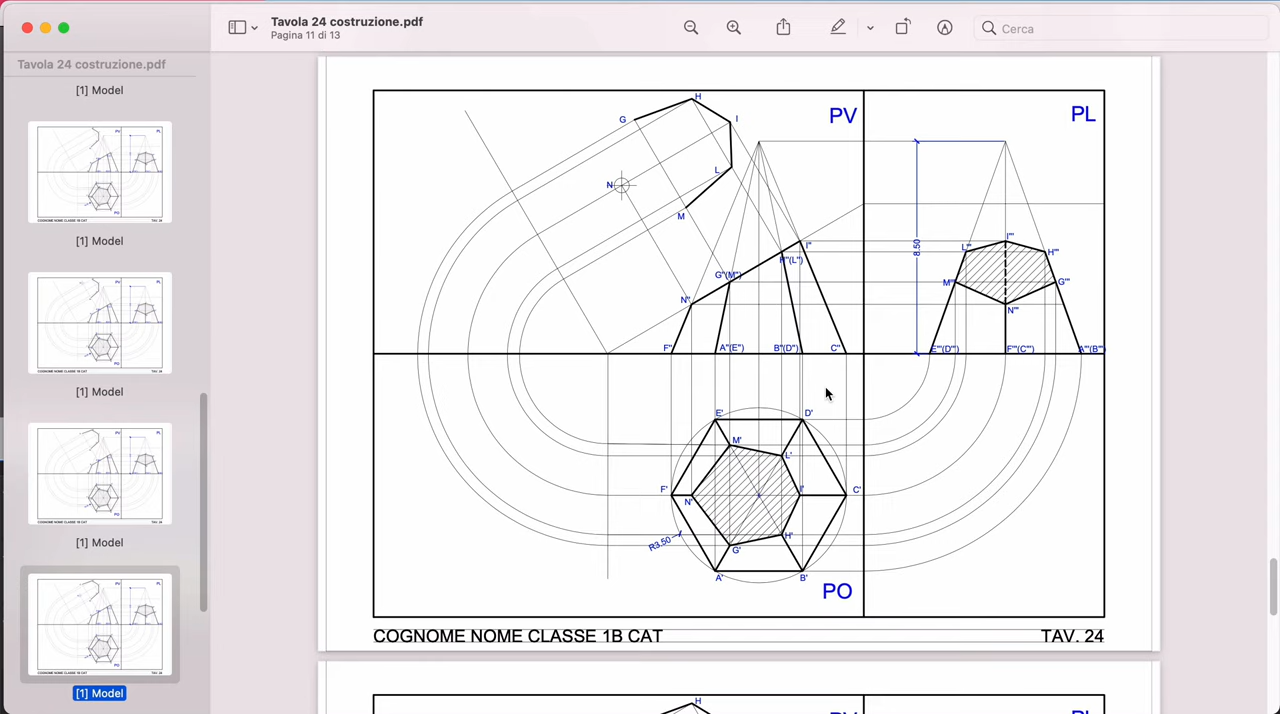 Tavola 24 costruzione.pdf
Pagina 11 di 13
Cerca
Tavola 24 costruzione.pdf
[1] Model
[1] Model
[1] Model
[1] Model
[1] Model
H
G
I
PV
PL
L
N
M
8.50
I"
H"(L")
G"(M")
N"
F"
A"(E")
B"(D")
C"
I'''
L'''
H'''
M'''
G'''
N'''
E'''(D''')
F'''(C''')
A'''(B''')
E'
D'
M'
L'
F'
N'
I'
C'
R3.50
G'
H'
A'
B'
PO
COGNOME NOME CLASSE 1B CAT
TAV. 24
H